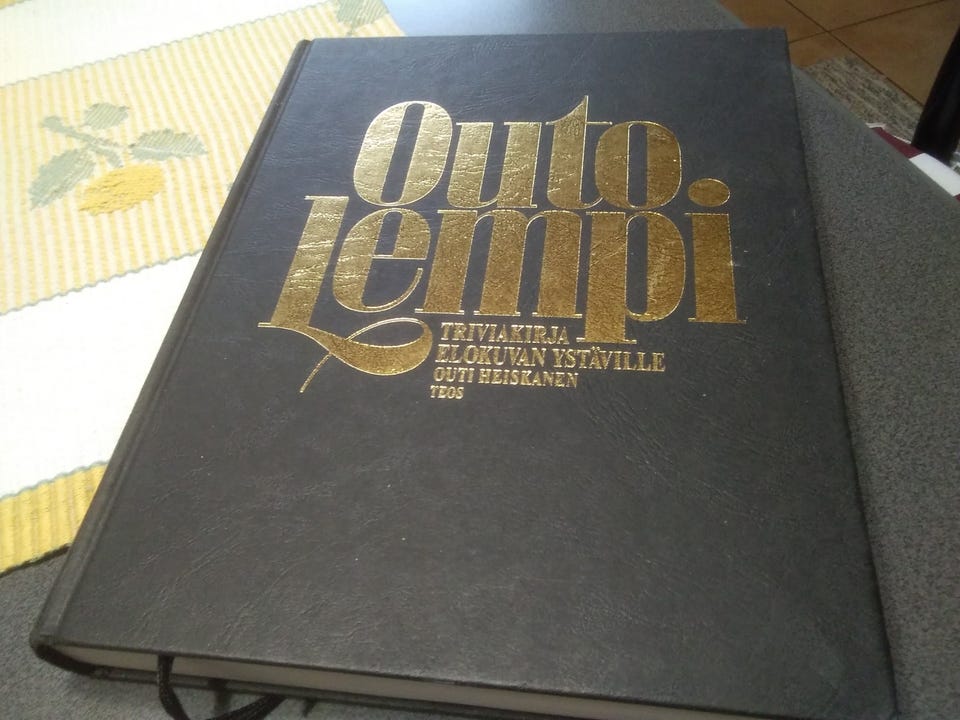 Outo
Lempi
TRIVIAKIRJA
ELOKUVAN YSTÄVILLE
OUTI HEISKANEN
TEOS